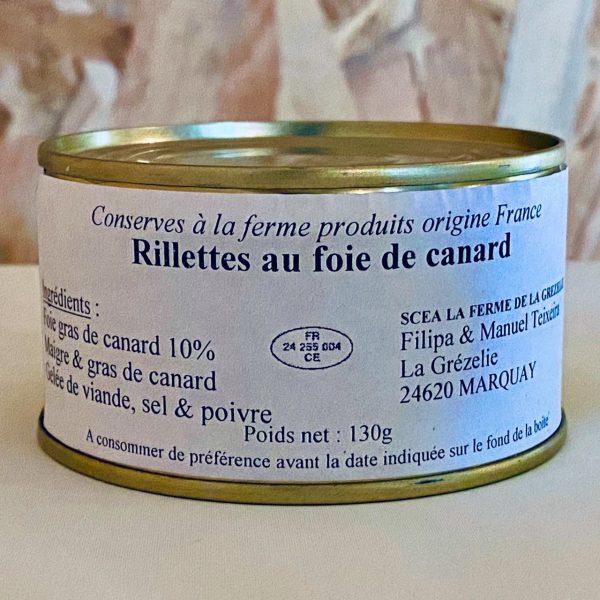 Conserves à la ferme produits origine France
Rillettes au foie de canard
Ingrédients :
Foie gras de canard 10%
Maigre & gras de canard
Gelée de viande, sel & poivre
FR
24 255 004
CE
SCEA LA FERME DE LA GREZELIE
Filipa & Manuel Teixeira
La Grézelie
24620 MARQUAY
Poids net : 130g
A consommer de préférence avant la date indiquée sur le fond de la boite